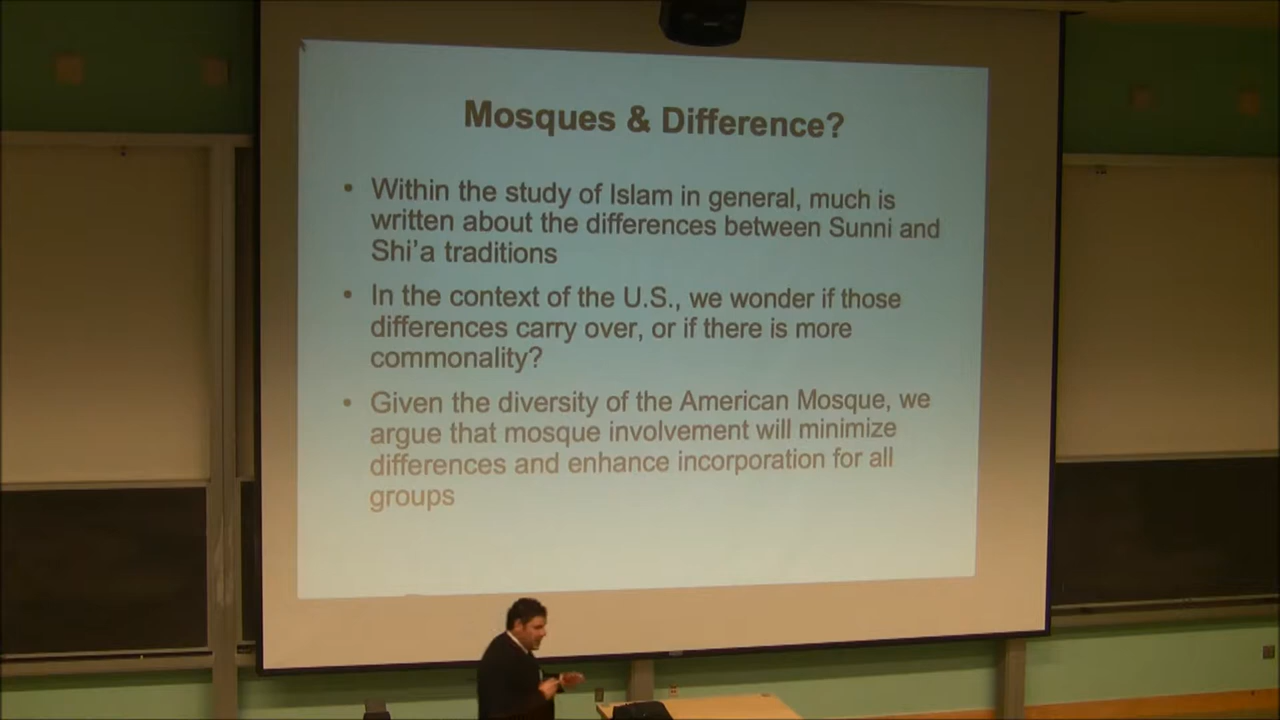 Mosques & Difference?
• Within the study of Islam in general, much is
written about the differences between Sunni and
Shi'a traditions
• In the context of the U.S., we wonder if those
differences carry over, or if there is more
commonality?
• Given the diversity of the American Mosque, we
argue that mosque involvement will minimize
differences and enhance incorporation for all
groups